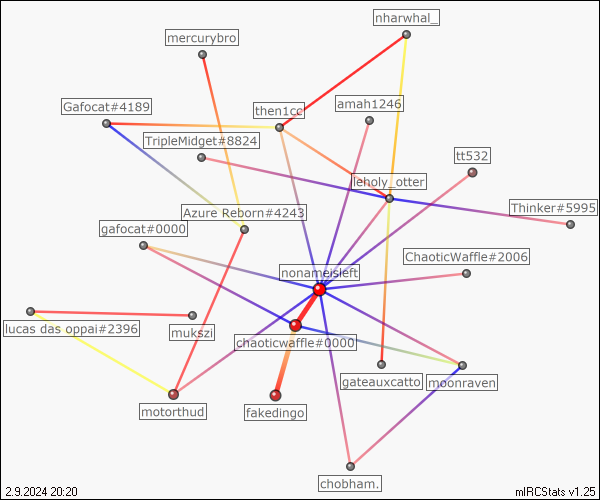 nharwhal_
mercurybro
Gafocat#4189
amah1246
then1cc
TripleMidget#8824
tt532
leholy_otter
Thinker#5995
Azure Reborn#4243
gafocat#0000
ChaoticWaffle#2006
nonameisleft
lucas das oppai#2396
mukszi
chaoticwaffle#0000
gateauxcatto
moonraven
motorthud
fakedingo
chobham.
2.9.2024 20:20
mIRCStats v1.25